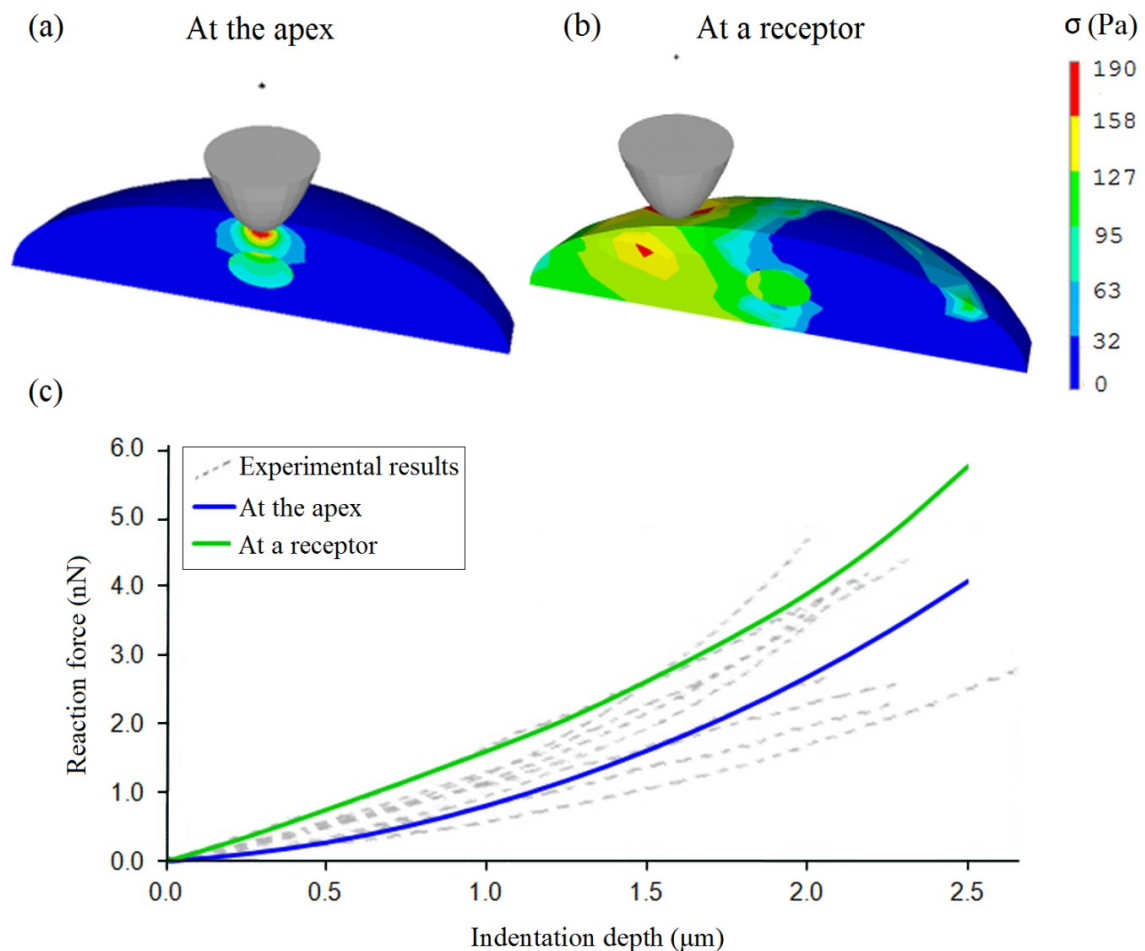 (a) At the apex
(b) At a receptor
σ (Pa)
190
158
127
95
63
32
0
(c)
6.0
5.0
4.0
3.0
2.0
1.0
0.0
Reaction force (nN)
Experimental results
At the apex
At a receptor
0.0 0.5 1.0 1.5 2.0 2.5
Indentation depth (μm)